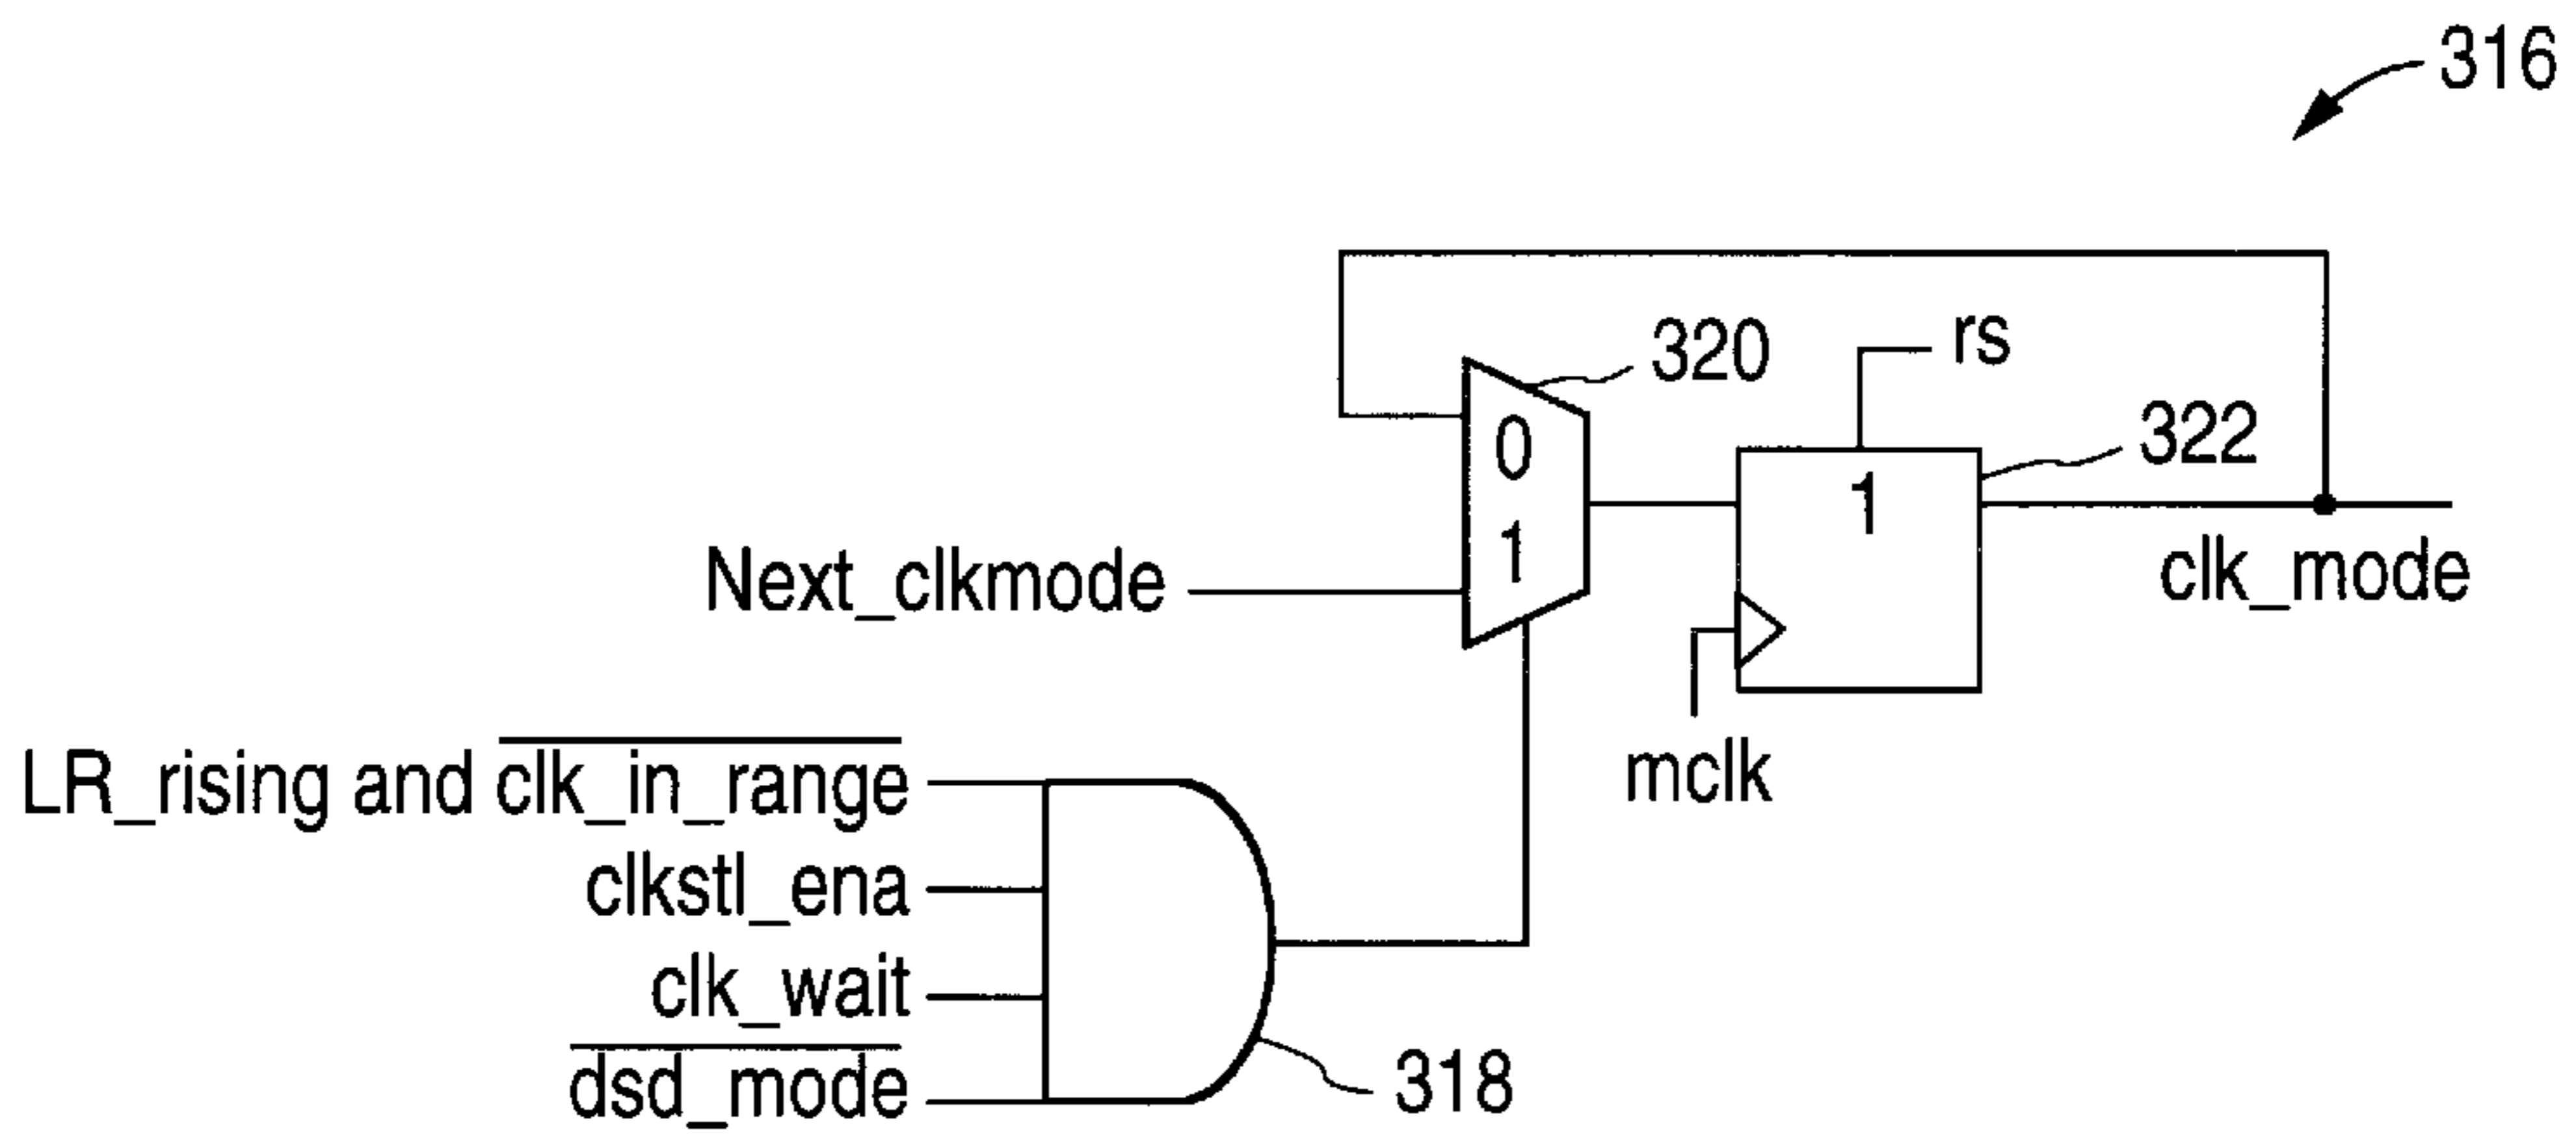 316
rs
320
0
1
322
1
Next_clkmode
clk_mode
mclk
LR_rising and clk_in_range
clkstl_ena
clk_wait
dsd_mode
318